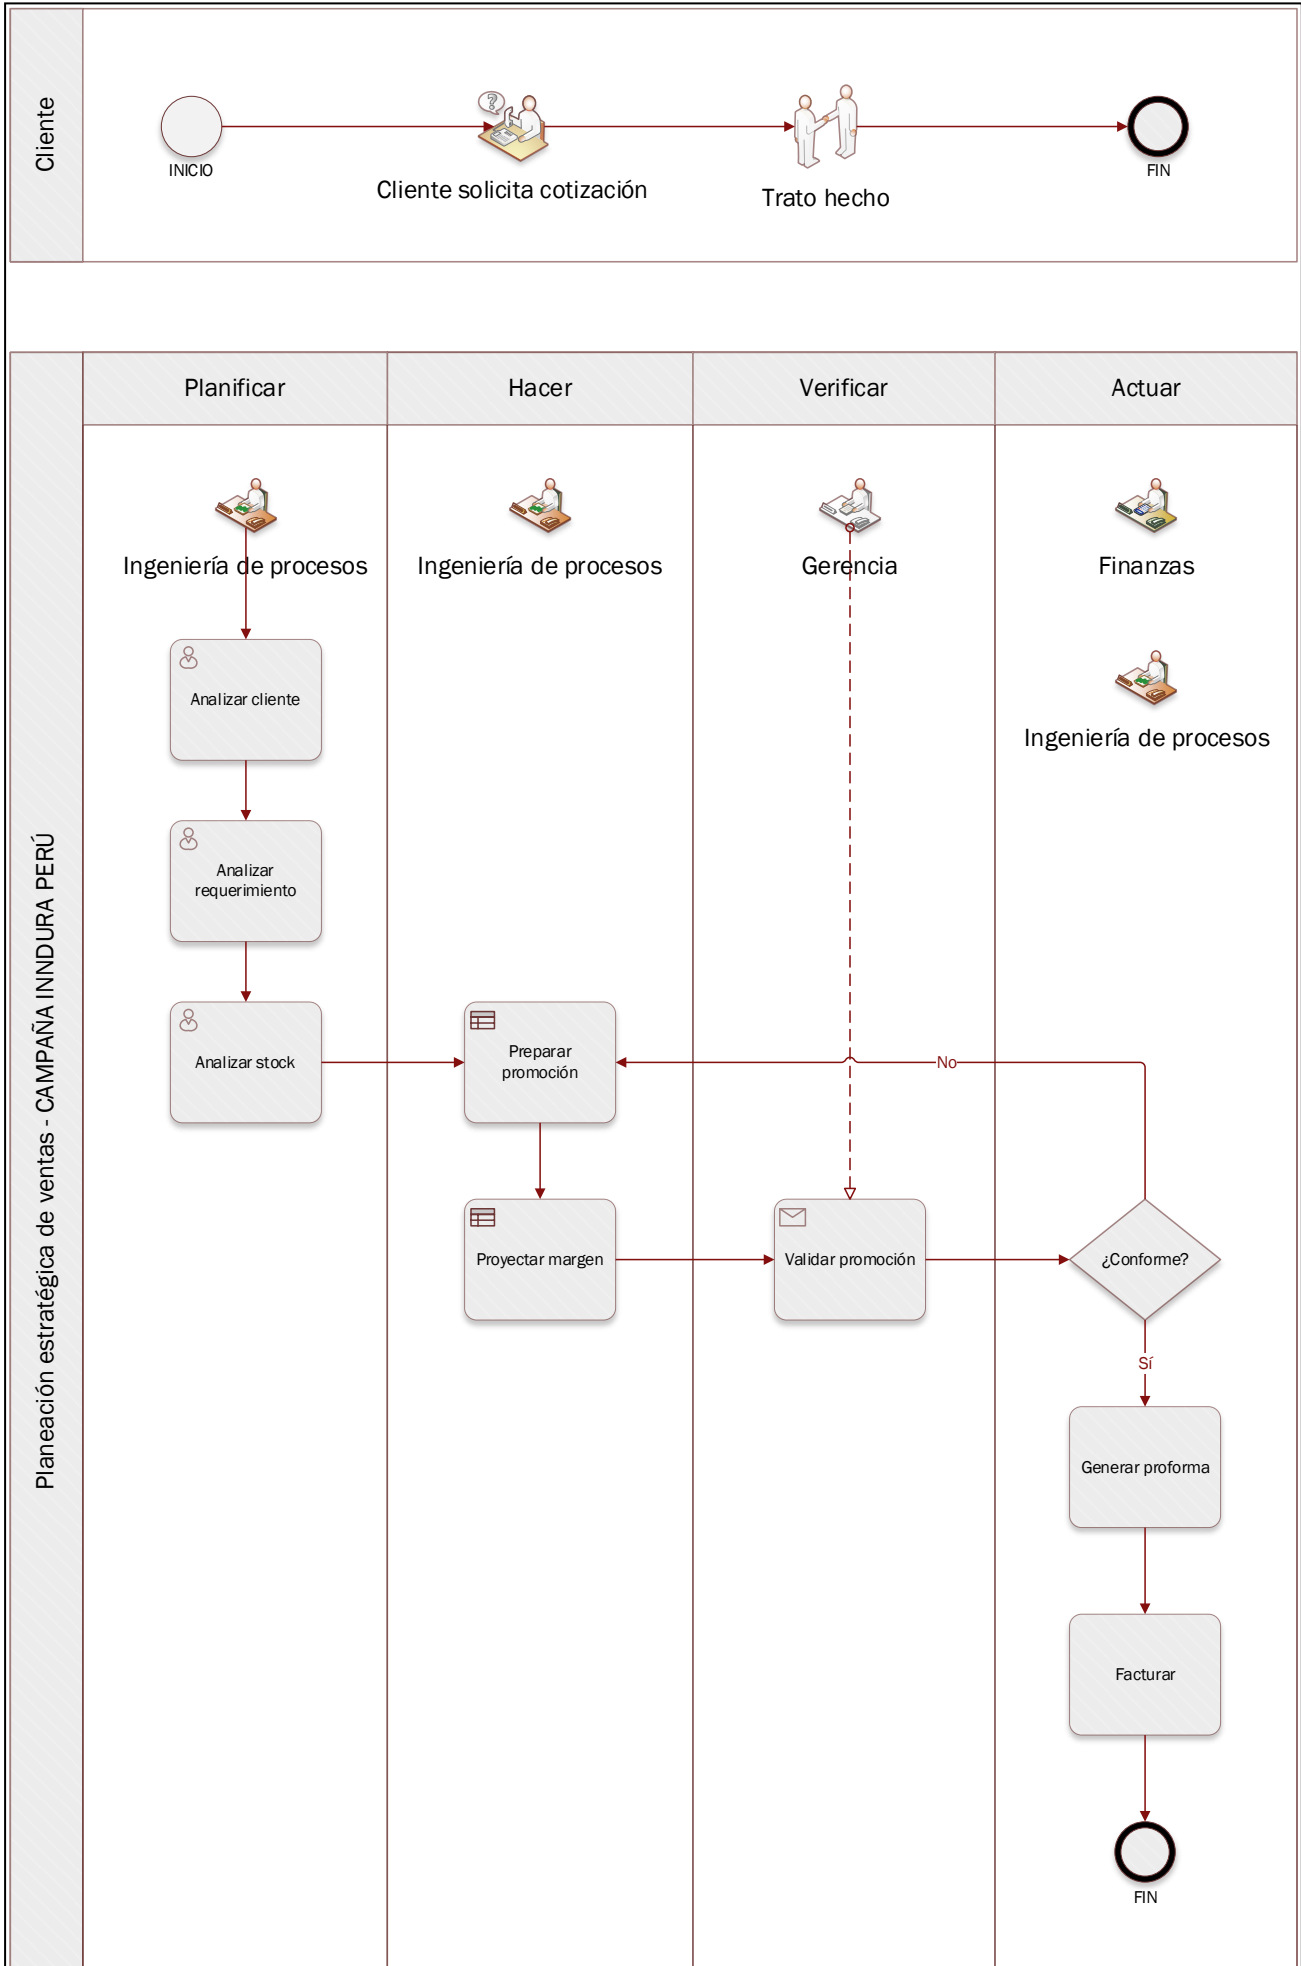 Cliente
INICIO
Cliente solicita cotización
Trato hecho
FIN
Planeación estratégica de ventas - CAMPAÑA INNDURA PERÚ
Planificar
Hacer
Verificar
Actuar
Ingeniería de procesos
Ingeniería de procesos
Gerencia
Finanzas
Ingeniería de procesos
Analizar cliente
Analizar
requerimiento
Analizar stock
Preparar
promoción
No
Proyectar margen
Validar promoción
¿Conforme?
Sí
Generar proforma
Facturar
FIN